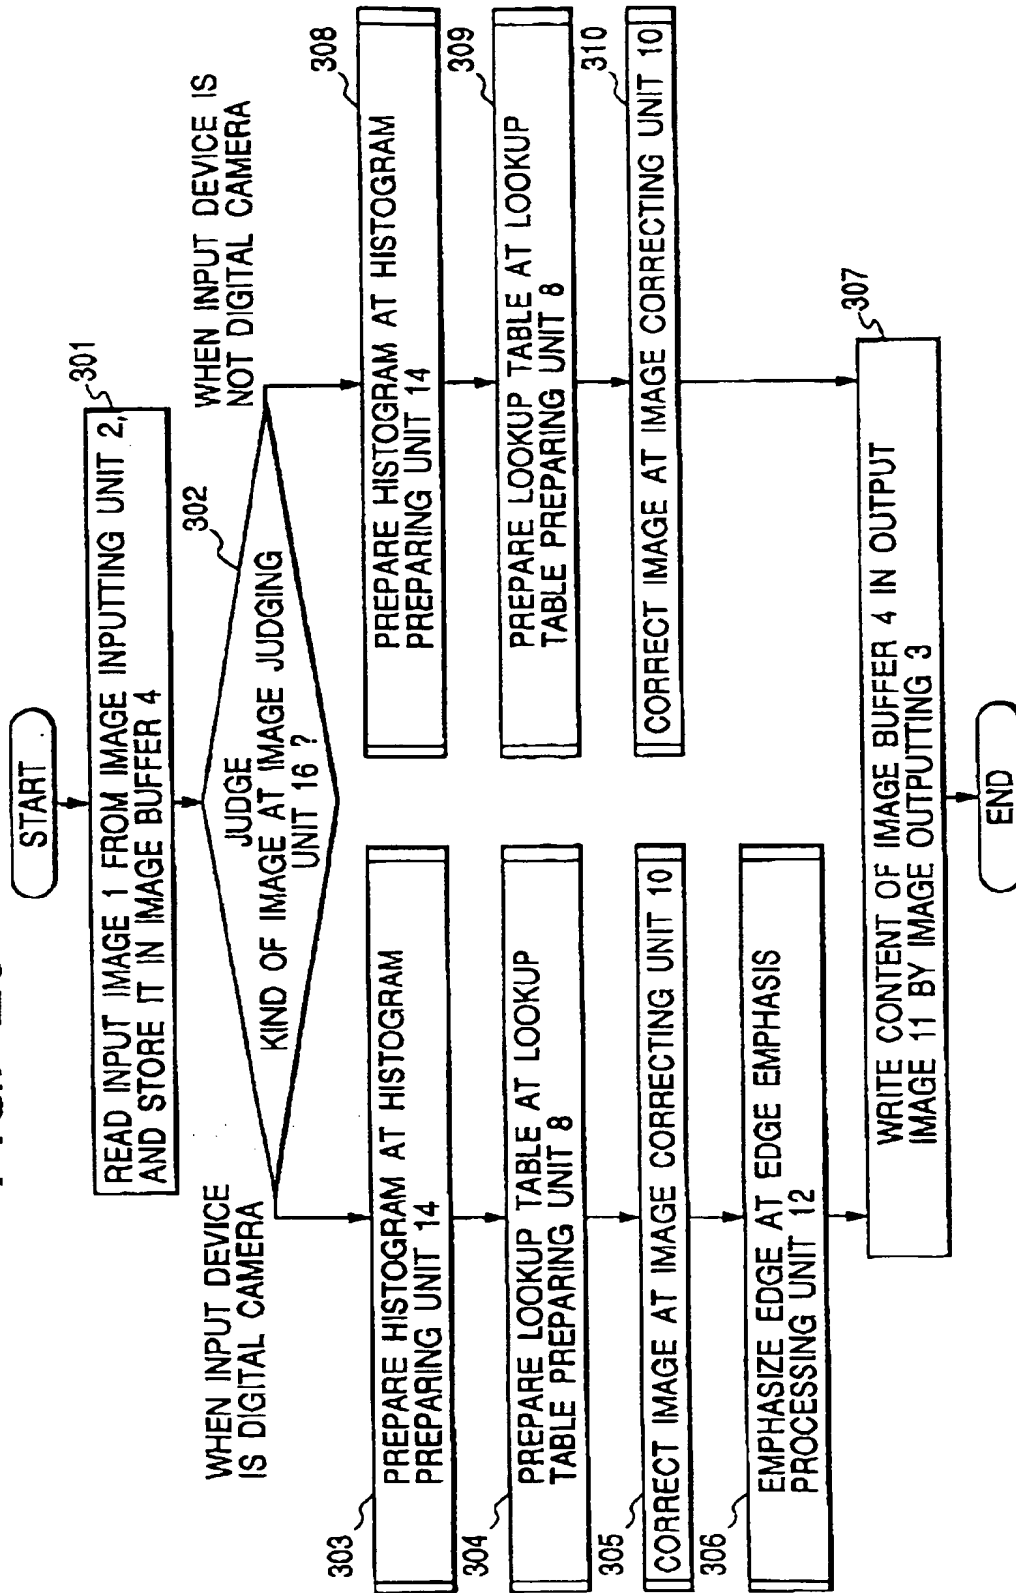 START
READ INPUT IMAGE 1 FROM IMAGE INPUTTING UNIT 2,
AND STORE IT IN IMAGE BUFFER 4
301
JUDGE
KIND OF IMAGE AT IMAGE JUDGING
UNIT 16 ?
302
WHEN INPUT DEVICE
IS DIGITAL CAMERA
WHEN INPUT DEVICE IS
NOT DIGITAL CAMERA
303
PREPARE HISTOGRAM AT HISTOGRAM
PREPARING UNIT 14
304
PREPARE LOOKUP TABLE AT LOOKUP
TABLE PREPARING UNIT 8
305
CORRECT IMAGE AT IMAGE CORRECTING UNIT 10
306
EMPHASIZE EDGE AT EDGE EMPHASIS
PROCESSING UNIT 12
308
PREPARE HISTOGRAM AT HISTOGRAM
PREPARING UNIT 14
309
PREPARE LOOKUP TABLE AT LOOKUP
TABLE PREPARING UNIT 8
310
CORRECT IMAGE AT IMAGE CORRECTING UNIT 10
307
WRITE CONTENT OF IMAGE BUFFER 4 IN OUTPUT
IMAGE 11 BY IMAGE OUTPUTTING 3
END